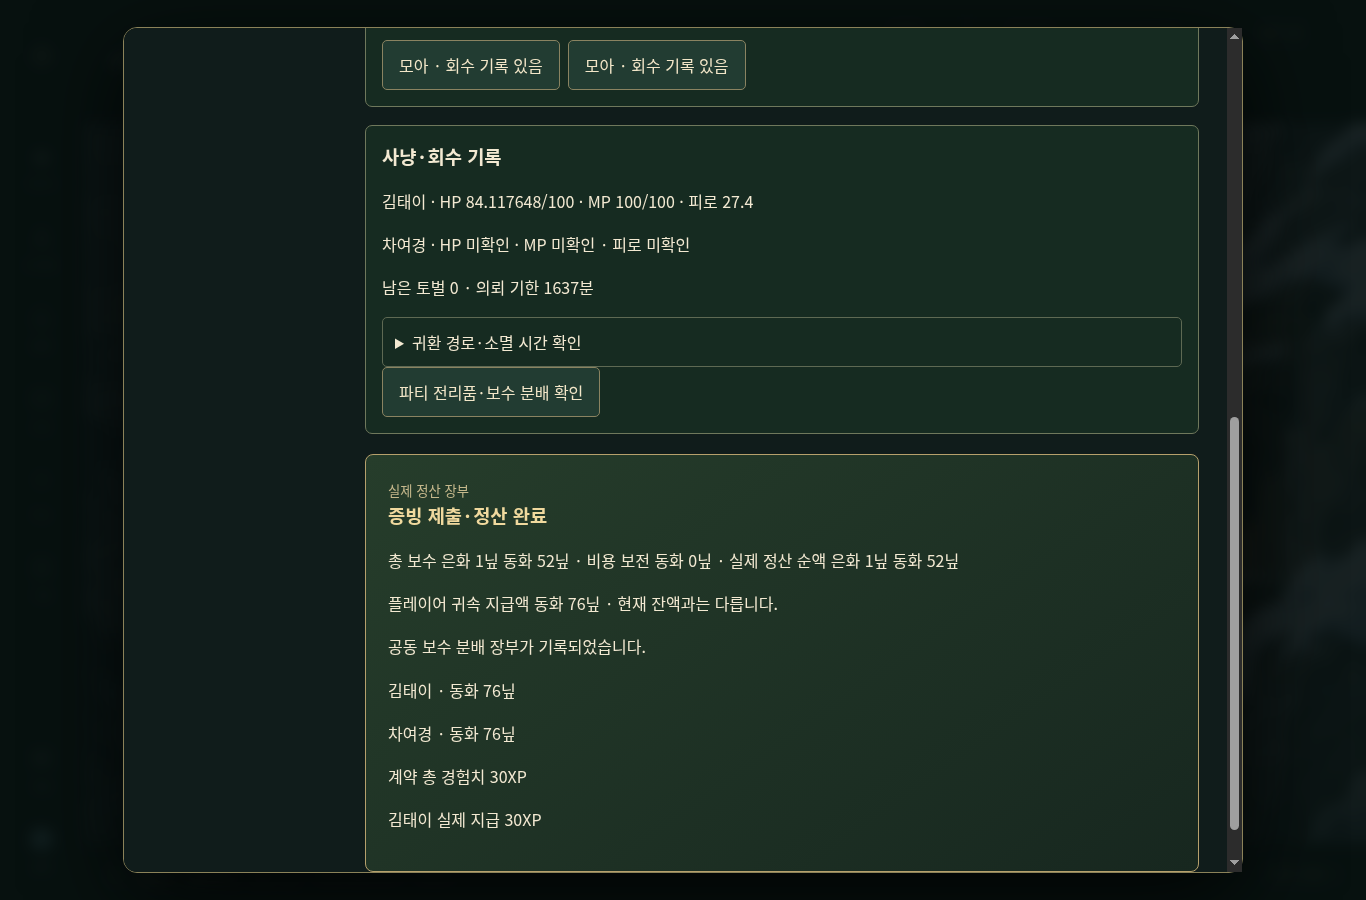 모아 · 회수 기록 있음
모아 · 회수 기록 있음
사냥·회수 기록
김태이 · HP 84.117648/100 · MP 100/100 · 피로 27.4
차여경 · HP 미확인 · MP 미확인 · 피로 미확인
남은 토벌 0 · 의뢰 기한 1637분
▶ 귀환 경로·소멸 시간 확인
파티 전리품·보수 분배 확인
실제 정산 장부
증빙 제출·정산 완료
총 보수 은화 1닢 동화 52닢 · 비용 보전 동화 0닢 · 실제 정산 순액 은화 1닢 동화 52닢
플레이어 귀속 지급액 동화 76닢 · 현재 잔액과는 다릅니다.
공동 보수 분배 장부가 기록되었습니다.
김태이 · 동화 76닢
차여경 · 동화 76닢
계약 총 경험치 30XP
김태이 실제 지급 30XP